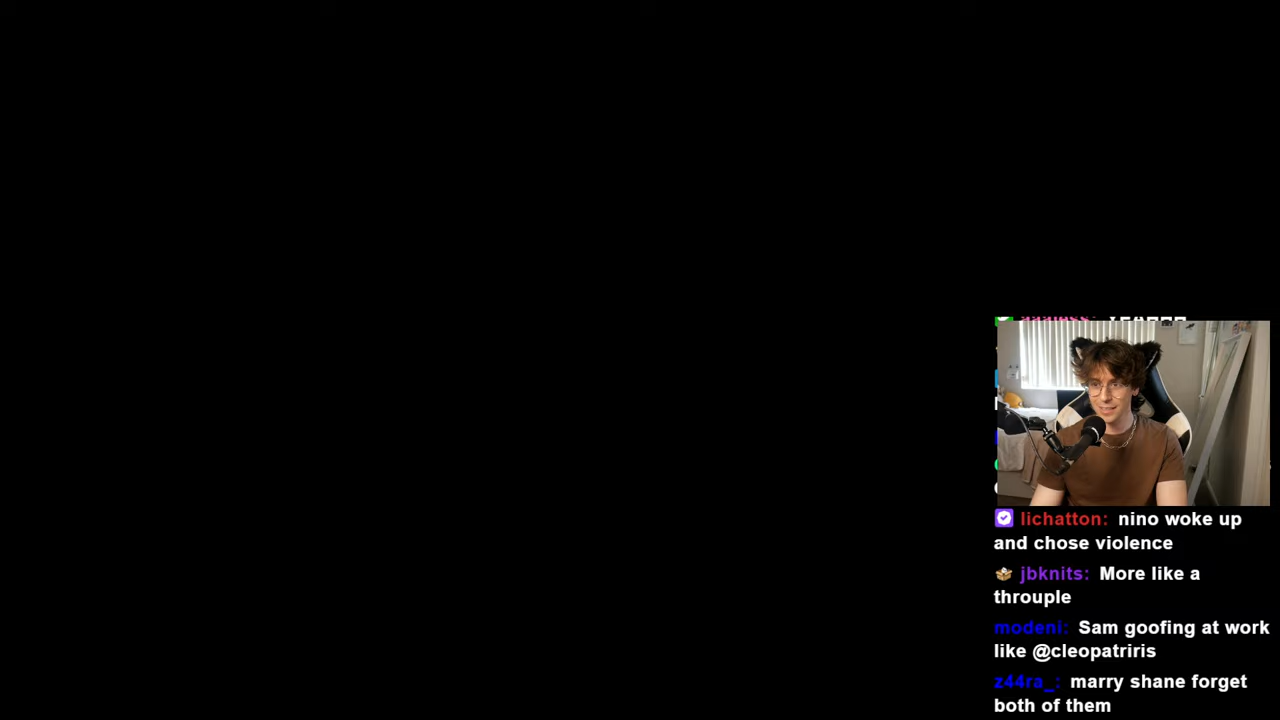 lichatton: nino woke up
and chose violence
jbknits: More like a
throuple
modeni: Sam goofing at work
like @cleopatriris
z44ra_: marry shane forget
both of them